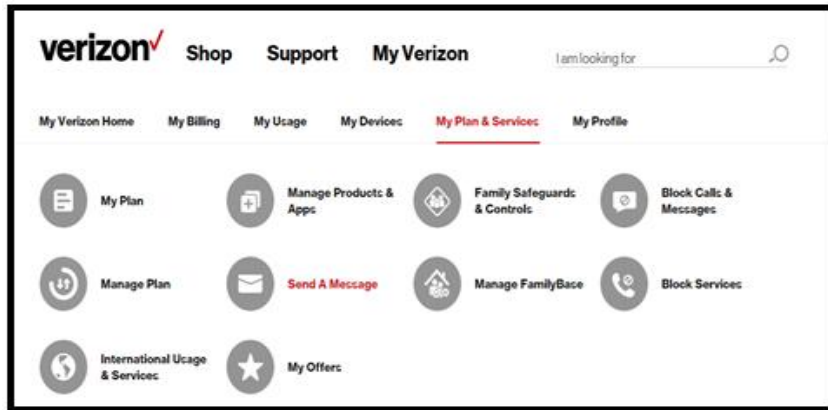 verizon Shop Support My Verizon I am looking for
My Verizon Home My Billing My Usage My Devices My Plan & Services My Profile
My Plan
Manage Products &
Apps
Family Safeguards
& Controls
Block Calls &
Messages
Manage Plan
Send A Message
Manage FamilyBase
Block Services
International Usage
& Services
My Offers